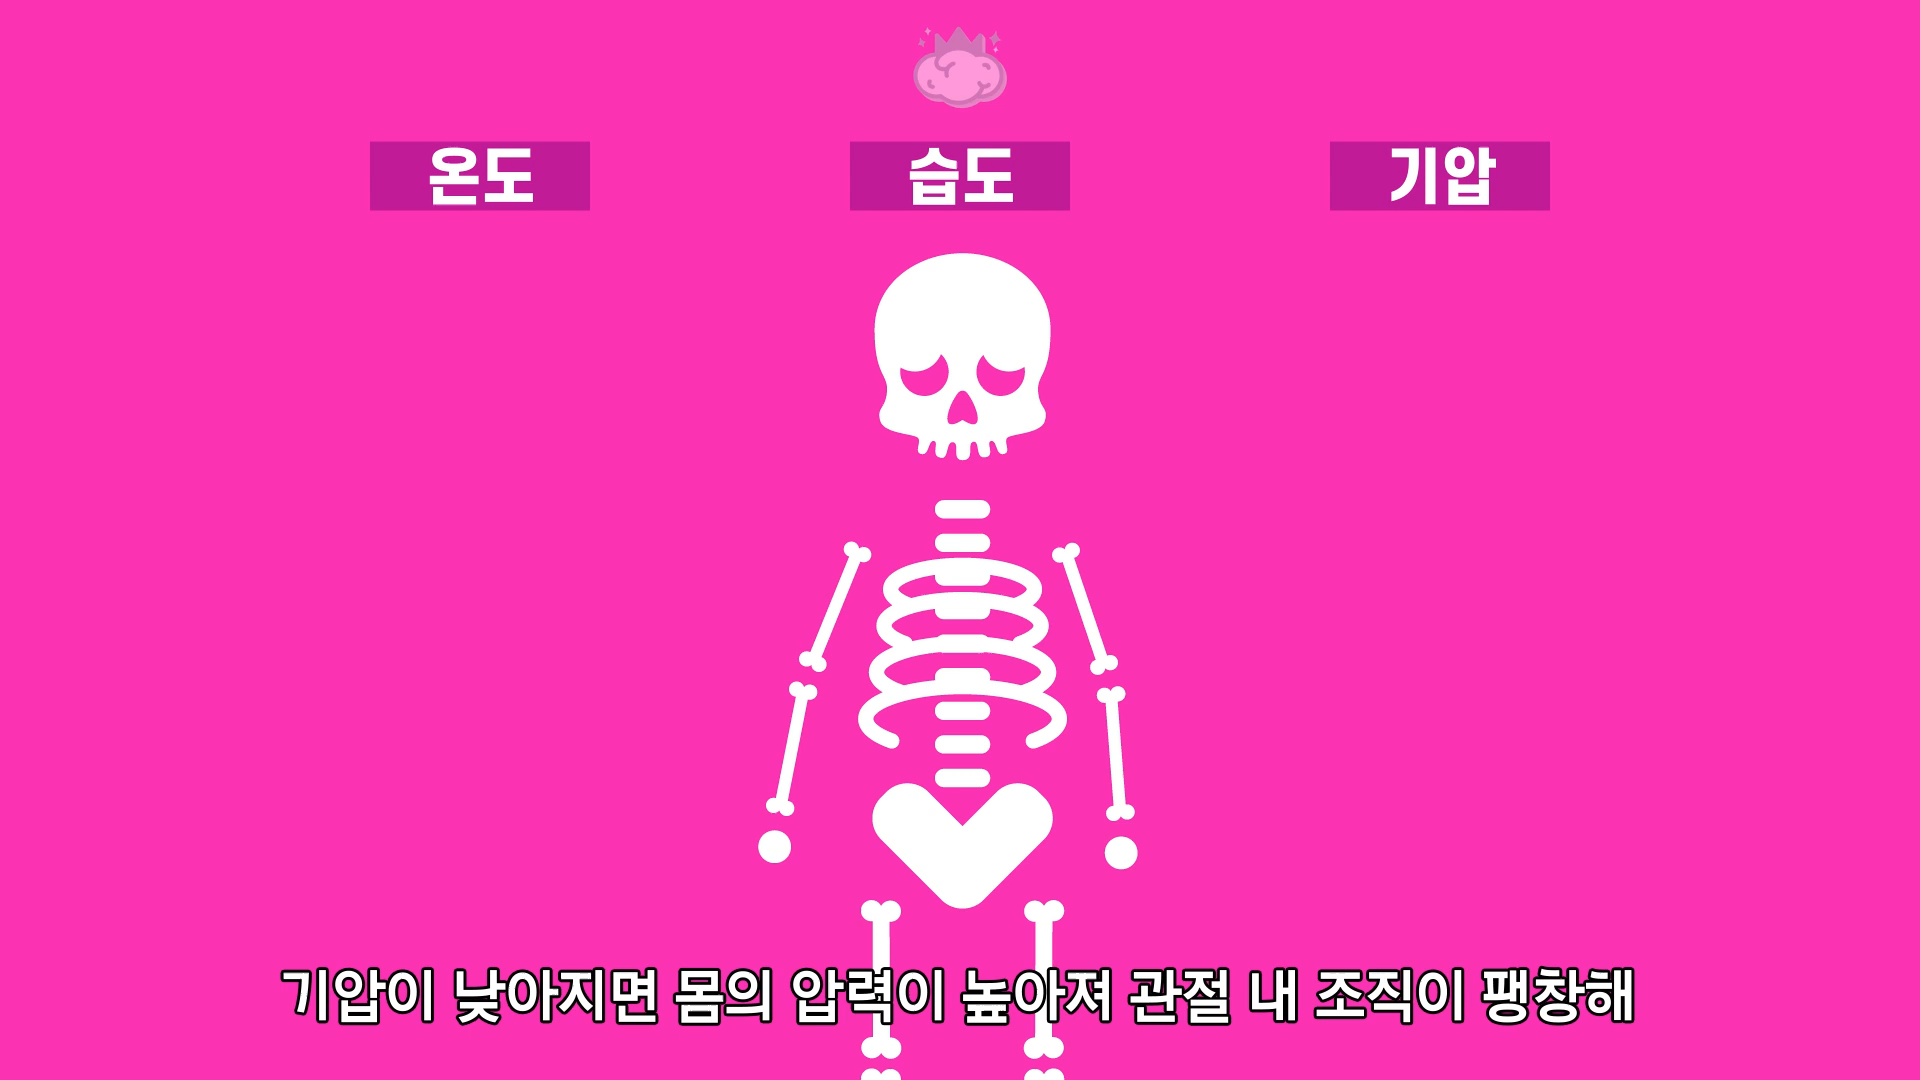 온도
습도
기압
기압이 낮아지면 몸의 압력이 높아져 관절 내 조직이 팽창해